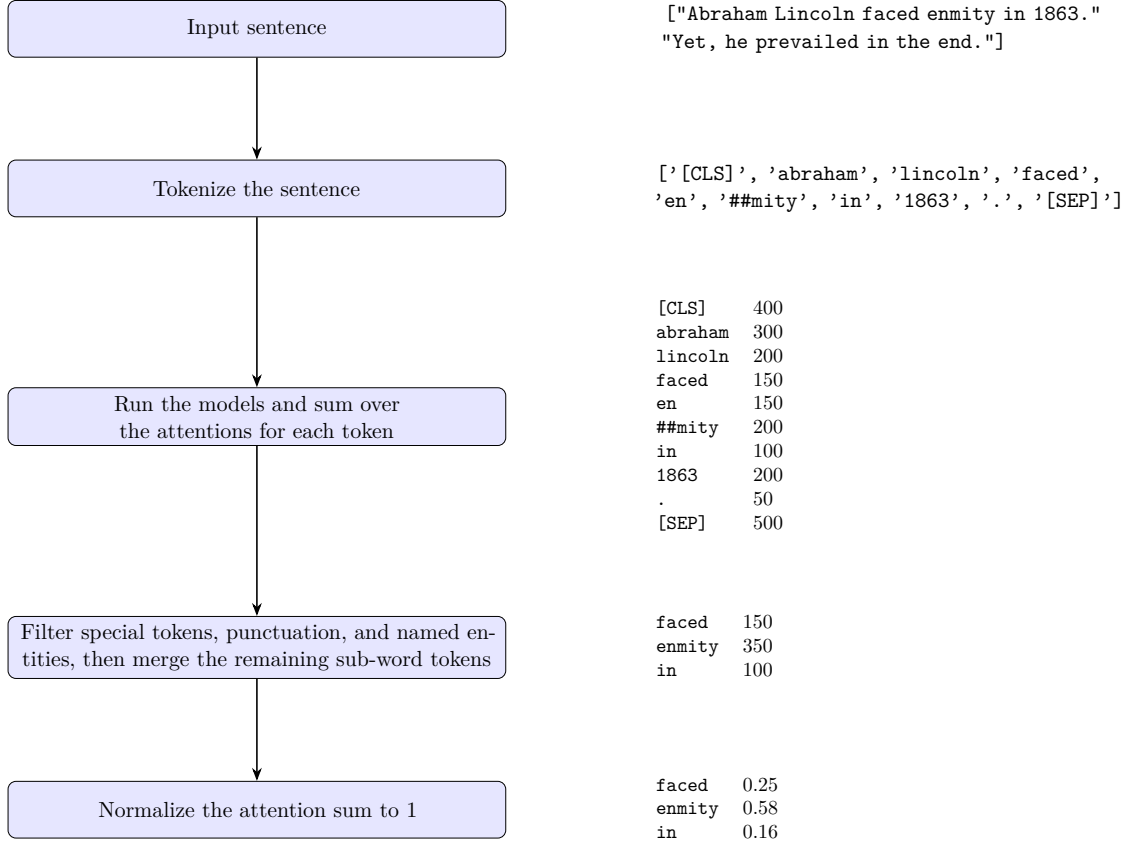 Input sentence
["Abraham Lincoln faced enmity in 1863."
"Yet, he prevailed in the end."]
Tokenize the sentence
['[CLS]', 'abraham', 'lincoln', 'faced',
'en', '##mity', 'in', '1863', '.', '[SEP]']
Run the models and sum over
the attentions for each token
[CLS] 400
abraham 300
lincoln 200
faced 150
en 150
##mity 200
in 100
1863 200
. 50
[SEP] 500
Filter special tokens, punctuation, and named en-
tities, then merge the remaining sub-word tokens
faced 150
enmity 350
in 100
Normalize the attention sum to 1
faced 0.25
enmity 0.58
in 0.16